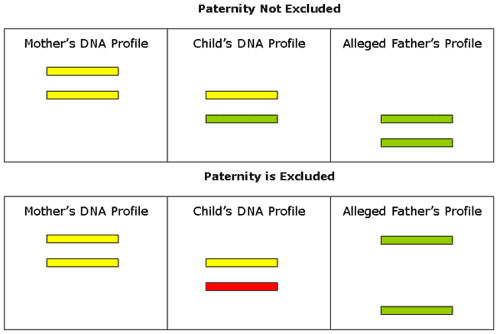 Paternity Not Excluded
Mother's DNA Profile
Child's DNA Profile
Alleged Father's Profile
Paternity is Excluded
Mother's DNA Profile
Child's DNA Profile
Alleged Father's Profile